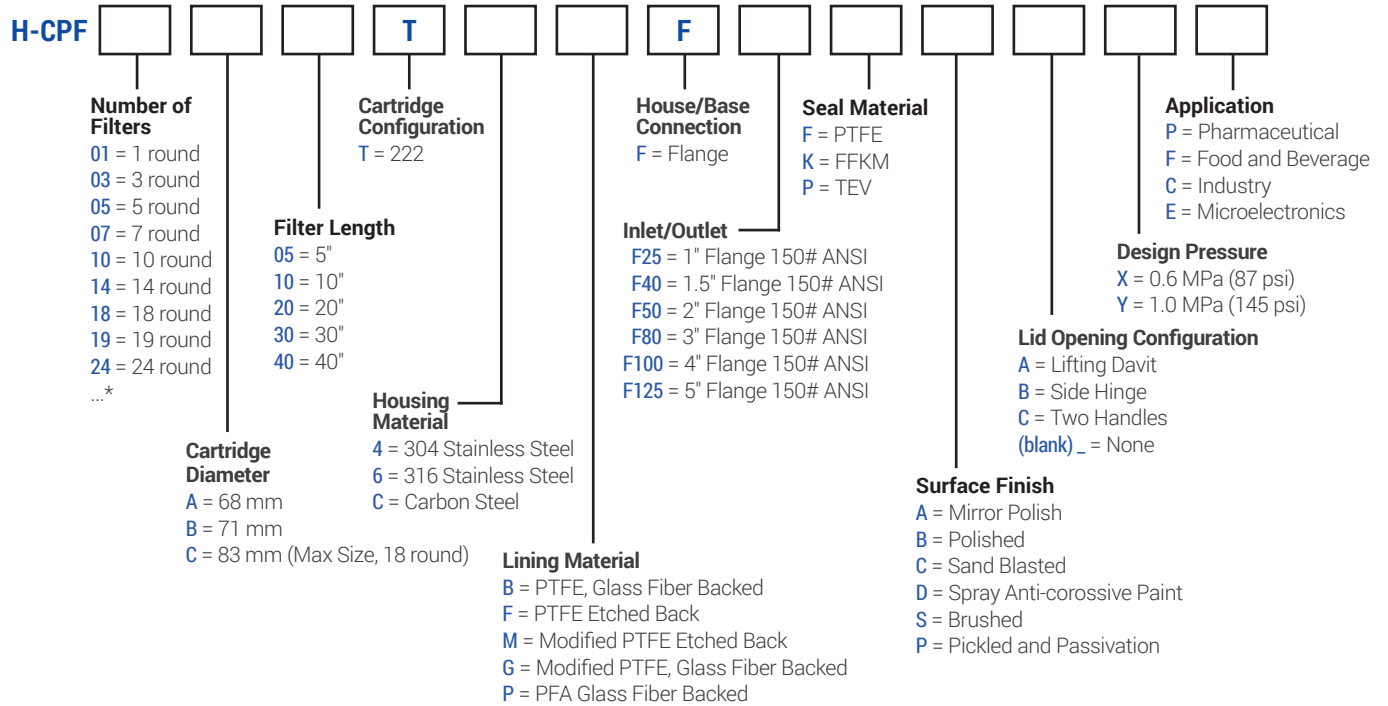 H-CPF T F
Number of
Filters
01 = 1 round
03 = 3 round
05 = 5 round
07 = 7 round
10 = 10 round
14 = 14 round
18 = 18 round
19 = 19 round
24 = 24 round
...*
Cartridge
Diameter
A = 68 mm
B = 71 mm
C = 83 mm (Max Size, 18 round)
Filter Length
05 = 5"
10 = 10"
20 = 20"
30 = 30"
40 = 40"
Cartridge
Configuration
T = 222
Housing
Material
4 = 304 Stainless Steel
6 = 316 Stainless Steel
C = Carbon Steel
Lining Material
B = PTFE, Glass Fiber Backed
F = PTFE Etched Back
M = Modified PTFE Etched Back
G = Modified PTFE, Glass Fiber Backed
P = PFA Glass Fiber Backed
House/Base
Connection
F = Flange
Inlet/Outlet
F25 = 1" Flange 150# ANSI
F40 = 1.5" Flange 150# ANSI
F50 = 2" Flange 150# ANSI
F80 = 3" Flange 150# ANSI
F100 = 4" Flange 150# ANSI
F125 = 5" Flange 150# ANSI
Seal Material
F = PTFE
K = FFKM
P = TEV
Surface Finish
A = Mirror Polish
B = Polished
C = Sand Blasted
D = Spray Anti-corossive Paint
S = Brushed
P = Pickled and Passivation
Lid Opening Configuration
A = Lifting Davit
B = Side Hinge
C = Two Handles
(blank) _ = None
Design Pressure
X = 0.6 MPa (87 psi)
Y = 1.0 MPa (145 psi)
Application
P = Pharmaceutical
F = Food and Beverage
C = Industry
E = Microelectronics